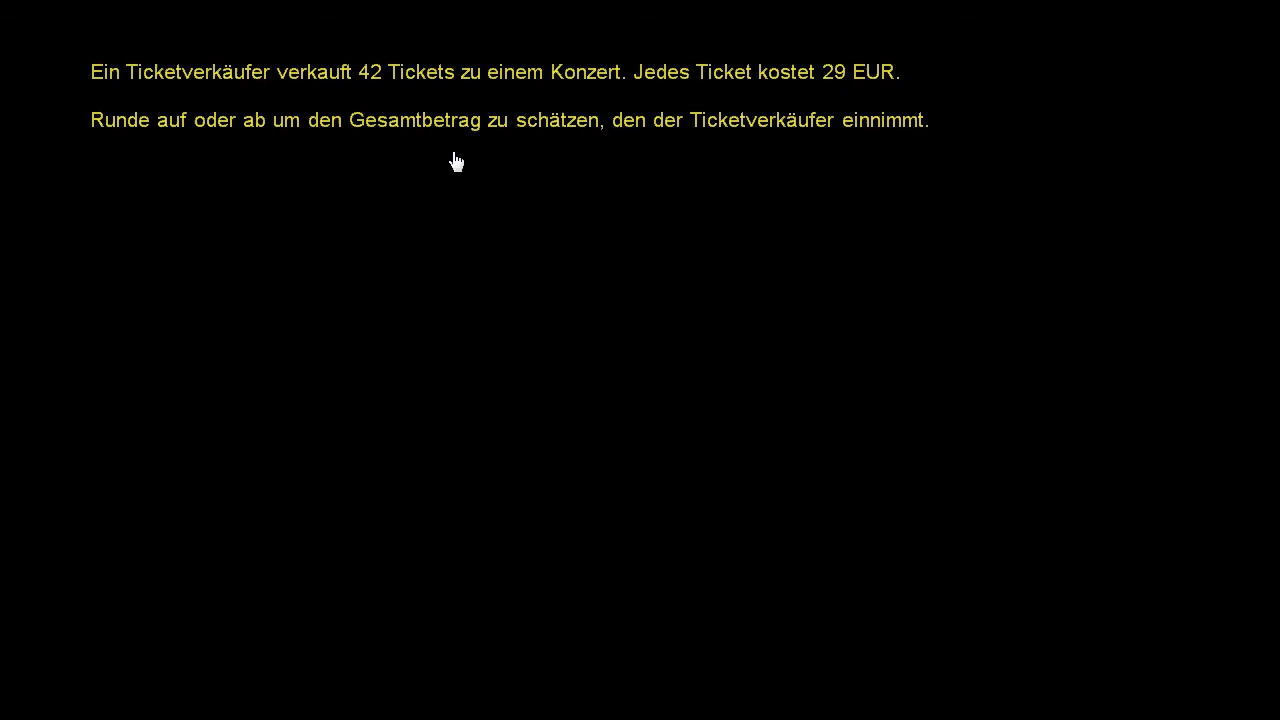 Ein Ticketverkäufer verkauft 42 Tickets zu einem Konzert. Jedes Ticket kostet 29 EUR.
Runde auf oder ab um den Gesamtbetrag zu schätzen, den der Ticketverkäufer einnimmt.